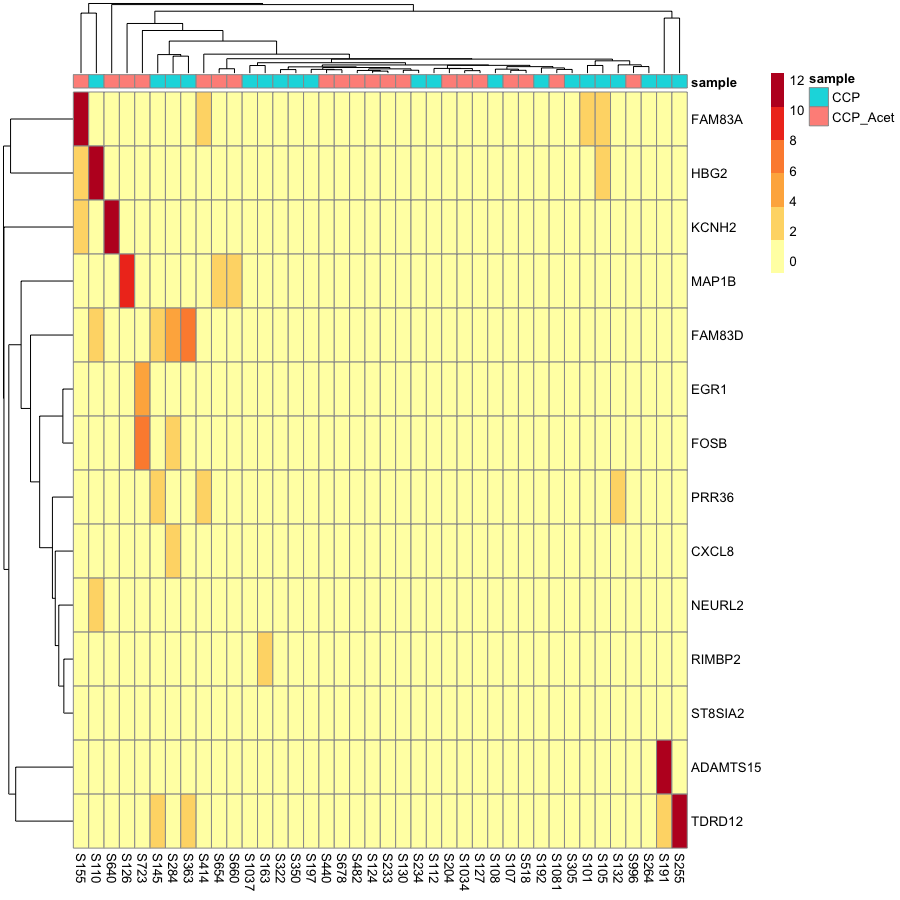 sample
FAM83A
HBG2
KCNH2
MAP1B
FAM83D
EGR1
FOSB
PRR36
CXCL8
NEURL2
RIMBP2
ST8SIA2
ADAMTS15
TDRD12
S155
S110
S640
S126
S723
S145
S284
S363
S414
S654
S660
S1037
S163
S322
S350
S197
S440
S678
S482
S124
S233
S130
S234
S112
S204
S1034
S127
S108
S107
S518
S192
S1081
S305
S101
S105
S132
S996
S264
S191
S255
12
10
8
6
4
2
0
sample
CCP
CCP_Acet